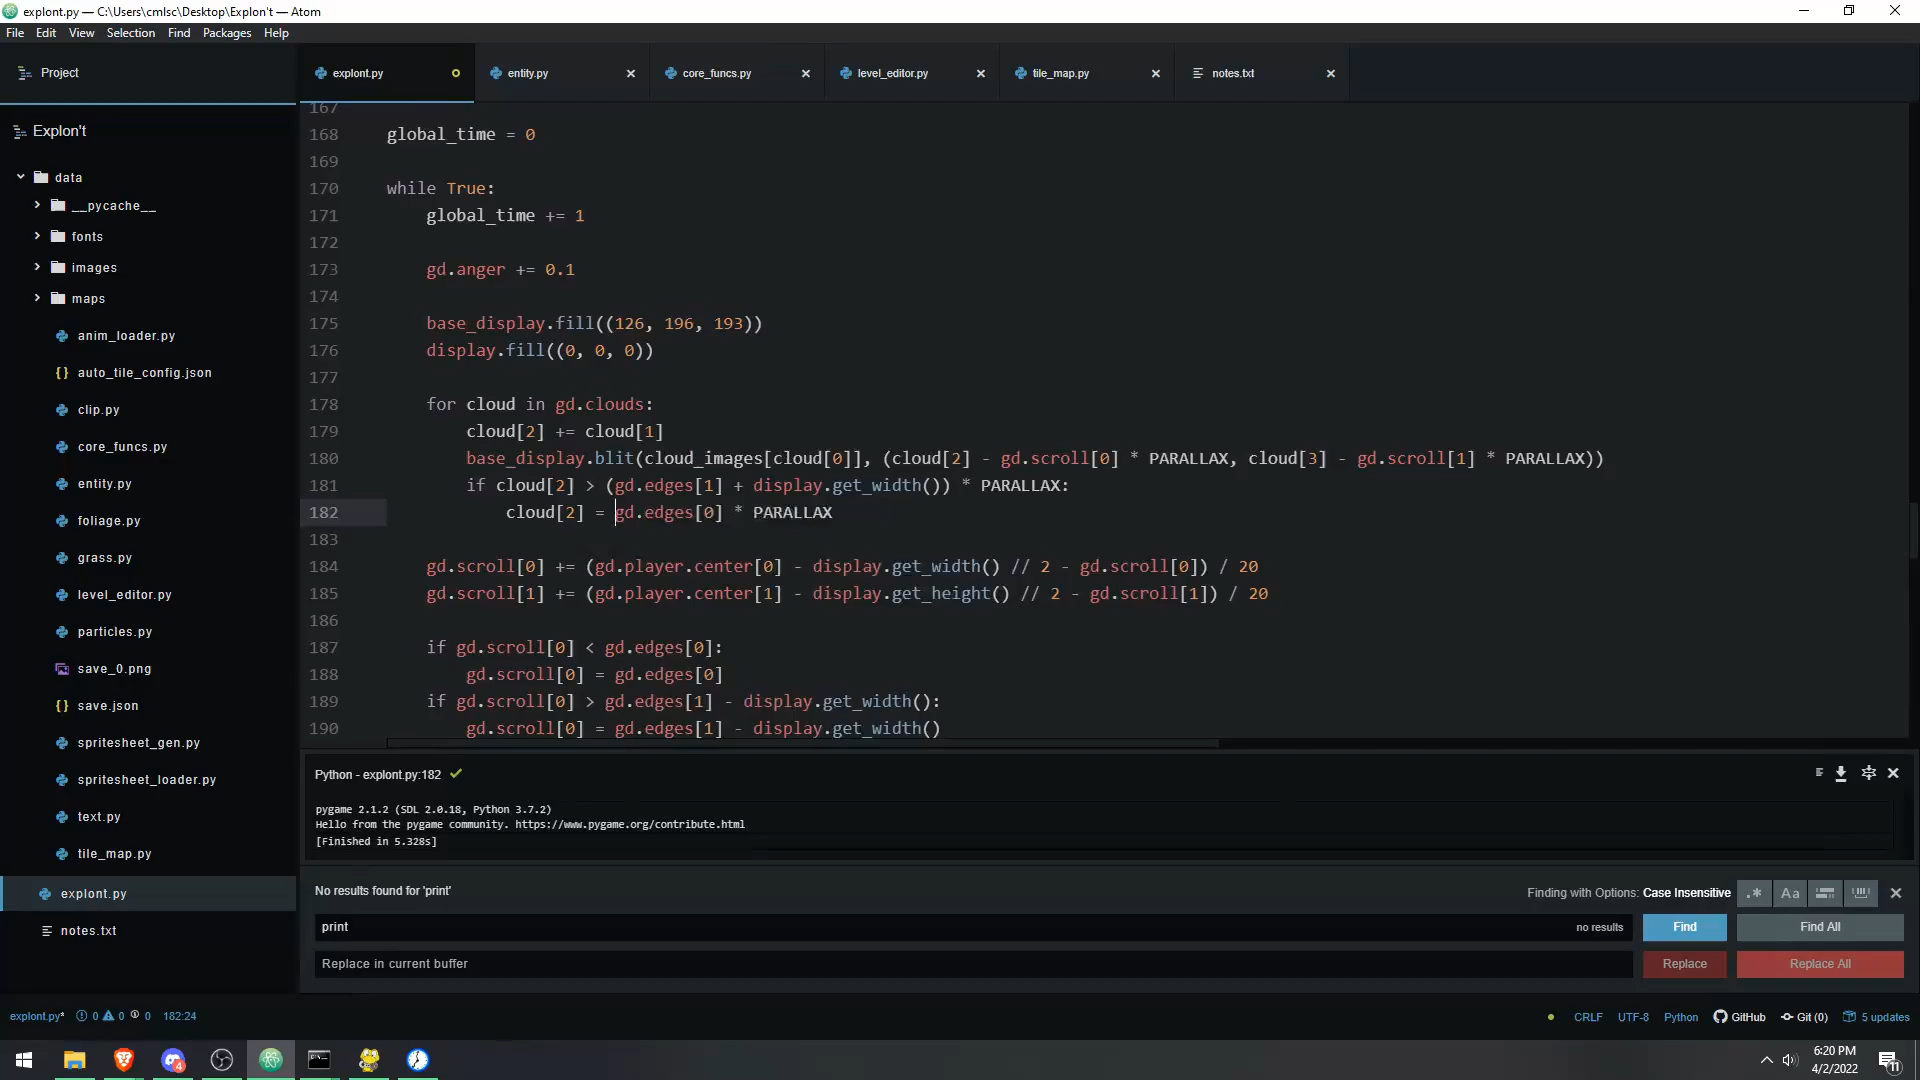 explont.py — C:\Users\cmlsc\Desktop\Explon't — Atom
File Edit View Selection Find Packages Help
Project
explont.py
entity.py
core_funcs.py
level_editor.py
tile_map.py
notes.txt
Explon't
data
__pycache__
fonts
images
maps
anim_loader.py
auto_tile_config.json
clip.py
core_funcs.py
entity.py
foliage.py
grass.py
level_editor.py
particles.py
save_0.png
save.json
spritesheet_gen.py
spritesheet_loader.py
text.py
tile_map.py
explont.py
notes.txt
167
168 global_time = 0
169
170 while True:
171 global_time += 1
172
173 gd.anger += 0.1
174
175 base_display.fill((126, 196, 193))
176 display.fill((0, 0, 0))
177
178 for cloud in gd.clouds:
179 cloud[2] += cloud[1]
180 base_display.blit(cloud_images[cloud[0]], (cloud[2] - gd.scroll[0] * PARALLAX, cloud[3] - gd.scroll[1] * PARALLAX))
181 if cloud[2] > (gd.edges[1] + display.get_width()) * PARALLAX:
182 cloud[2] = gd.edges[0] * PARALLAX
183
184 gd.scroll[0] += (gd.player.center[0] - display.get_width() // 2 - gd.scroll[0]) / 20
185 gd.scroll[1] += (gd.player.center[1] - display.get_height() // 2 - gd.scroll[1]) / 20
186
187 if gd.scroll[0] < gd.edges[0]:
188 gd.scroll[0] = gd.edges[0]
189 if gd.scroll[0] > gd.edges[1] - display.get_width():
190 gd.scroll[0] = gd.edges[1] - display.get_width()
Python - explont.py:182
pygame 2.1.2 (SDL 2.0.18, Python 3.7.2)
Hello from the pygame community. https://www.pygame.org/contribute.html
[Finished in 5.328s]
No results found for 'print'
Finding with Options: Case Insensitive
.* Aa
print
no results
Find
Find All
Replace in current buffer
Replace
Replace All
explont.py* 0 0 0 182:24
CRLF UTF-8 Python GitHub Git (0) 5 updates
4
6:20 PM
4/2/2022
11